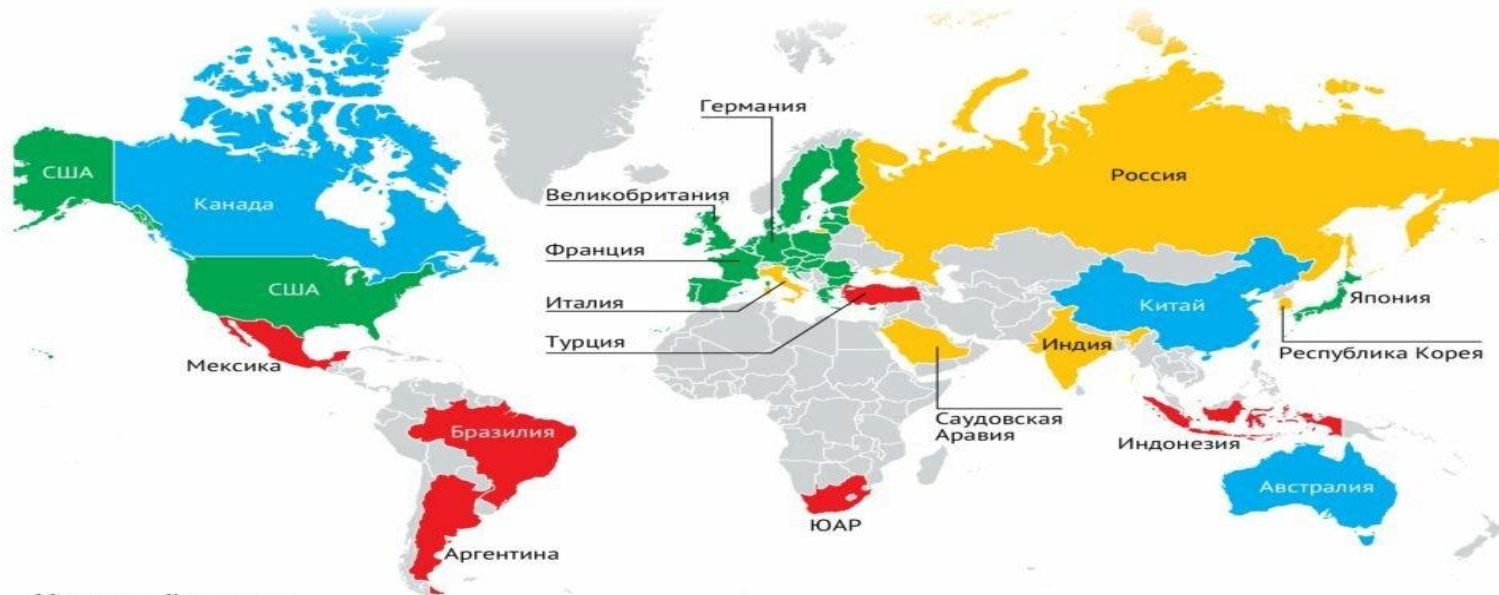 Германия
США
Россия
Великобритания
Канада
Франция
США
Италия
Китай
Япония
Турция
Индия
Республика Корея
Мексика
Саудовская
Аравия
Бразилия
Индонезия
Австралия
ЮАР
Аргентина